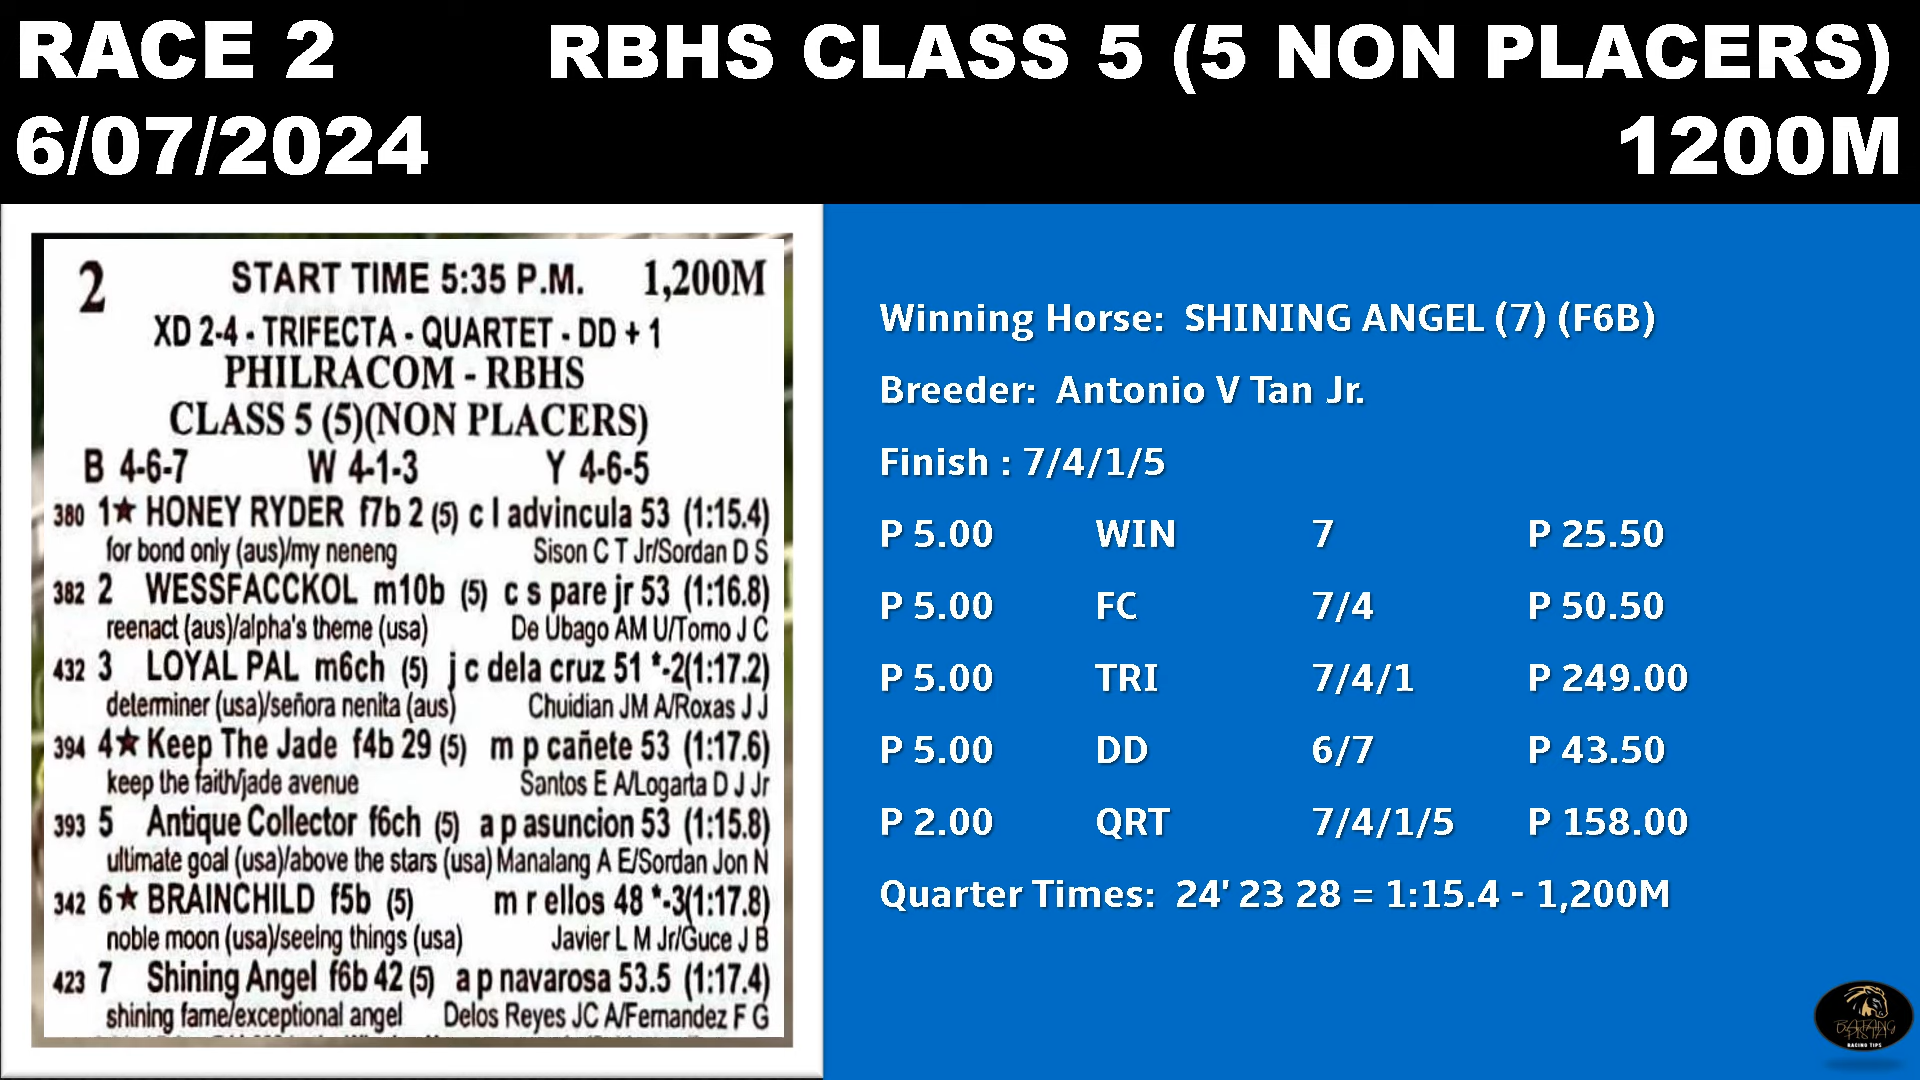 RACE 2 RBHS CLASS 5 (5 NON PLACERS)
6/07/2024 1200M
2 START TIME 5:35 P.M. 1,200M
XD 2-4 - TRIFECTA - QUARTET - DD + 1
PHILRACOM - RBHS
CLASS 5 (5)(NON PLACERS)
B 4-6-7 W 4-1-3 Y 4-6-5
380 1★ HONEY RYDER f7b 2 (5) c l advincula 53 (1:15.4)
for bond only (aus)/my neneng Sison C T Jr/Sordan D S
382 2 WESSFACCKOL m10b (5) c s pare jr 53 (1:16.8)
reenact (aus)/alpha's theme (usa) De Ubago AM U/Tomo J C
432 3 LOYAL PAL m6ch (5) j c dela cruz 51 *-2(1:17.2)
determiner (usa)/señora nenita (aus) Chuidian JM A/Roxas J J
394 4★ Keep The Jade f4b 29 (5) m p cañete 53 (1:17.6)
keep the faith/jade avenue Santos E A/Logarta D J Jr
393 5 Antique Collector f6ch (5) a p asuncion 53 (1:15.8)
ultimate goal (usa)/above the stars (usa) Manalang A E/Sordan Jon N
342 6★ BRAINCHILD f5b (5) m r ellos 48 *-3(1:17.8)
noble moon (usa)/seeing things (usa) Javier L M Jr/Guce J B
423 7 Shining Angel f6b 42 (5) a p navarosa 53.5 (1:17.4)
shining fame/exceptional angel Delos Reyes JC A/Fernandez F G
Winning Horse: SHINING ANGEL (7) (F6B)
Breeder: Antonio V Tan Jr.
Finish : 7/4/1/5
P 5.00 WIN 7 P 25.50
P 5.00 FC 7/4 P 50.50
P 5.00 TRI 7/4/1 P 249.00
P 5.00 DD 6/7 P 43.50
P 2.00 QRT 7/4/1/5 P 158.00
Quarter Times: 24' 23 28 = 1:15.4 - 1,200M
RACING TIPS